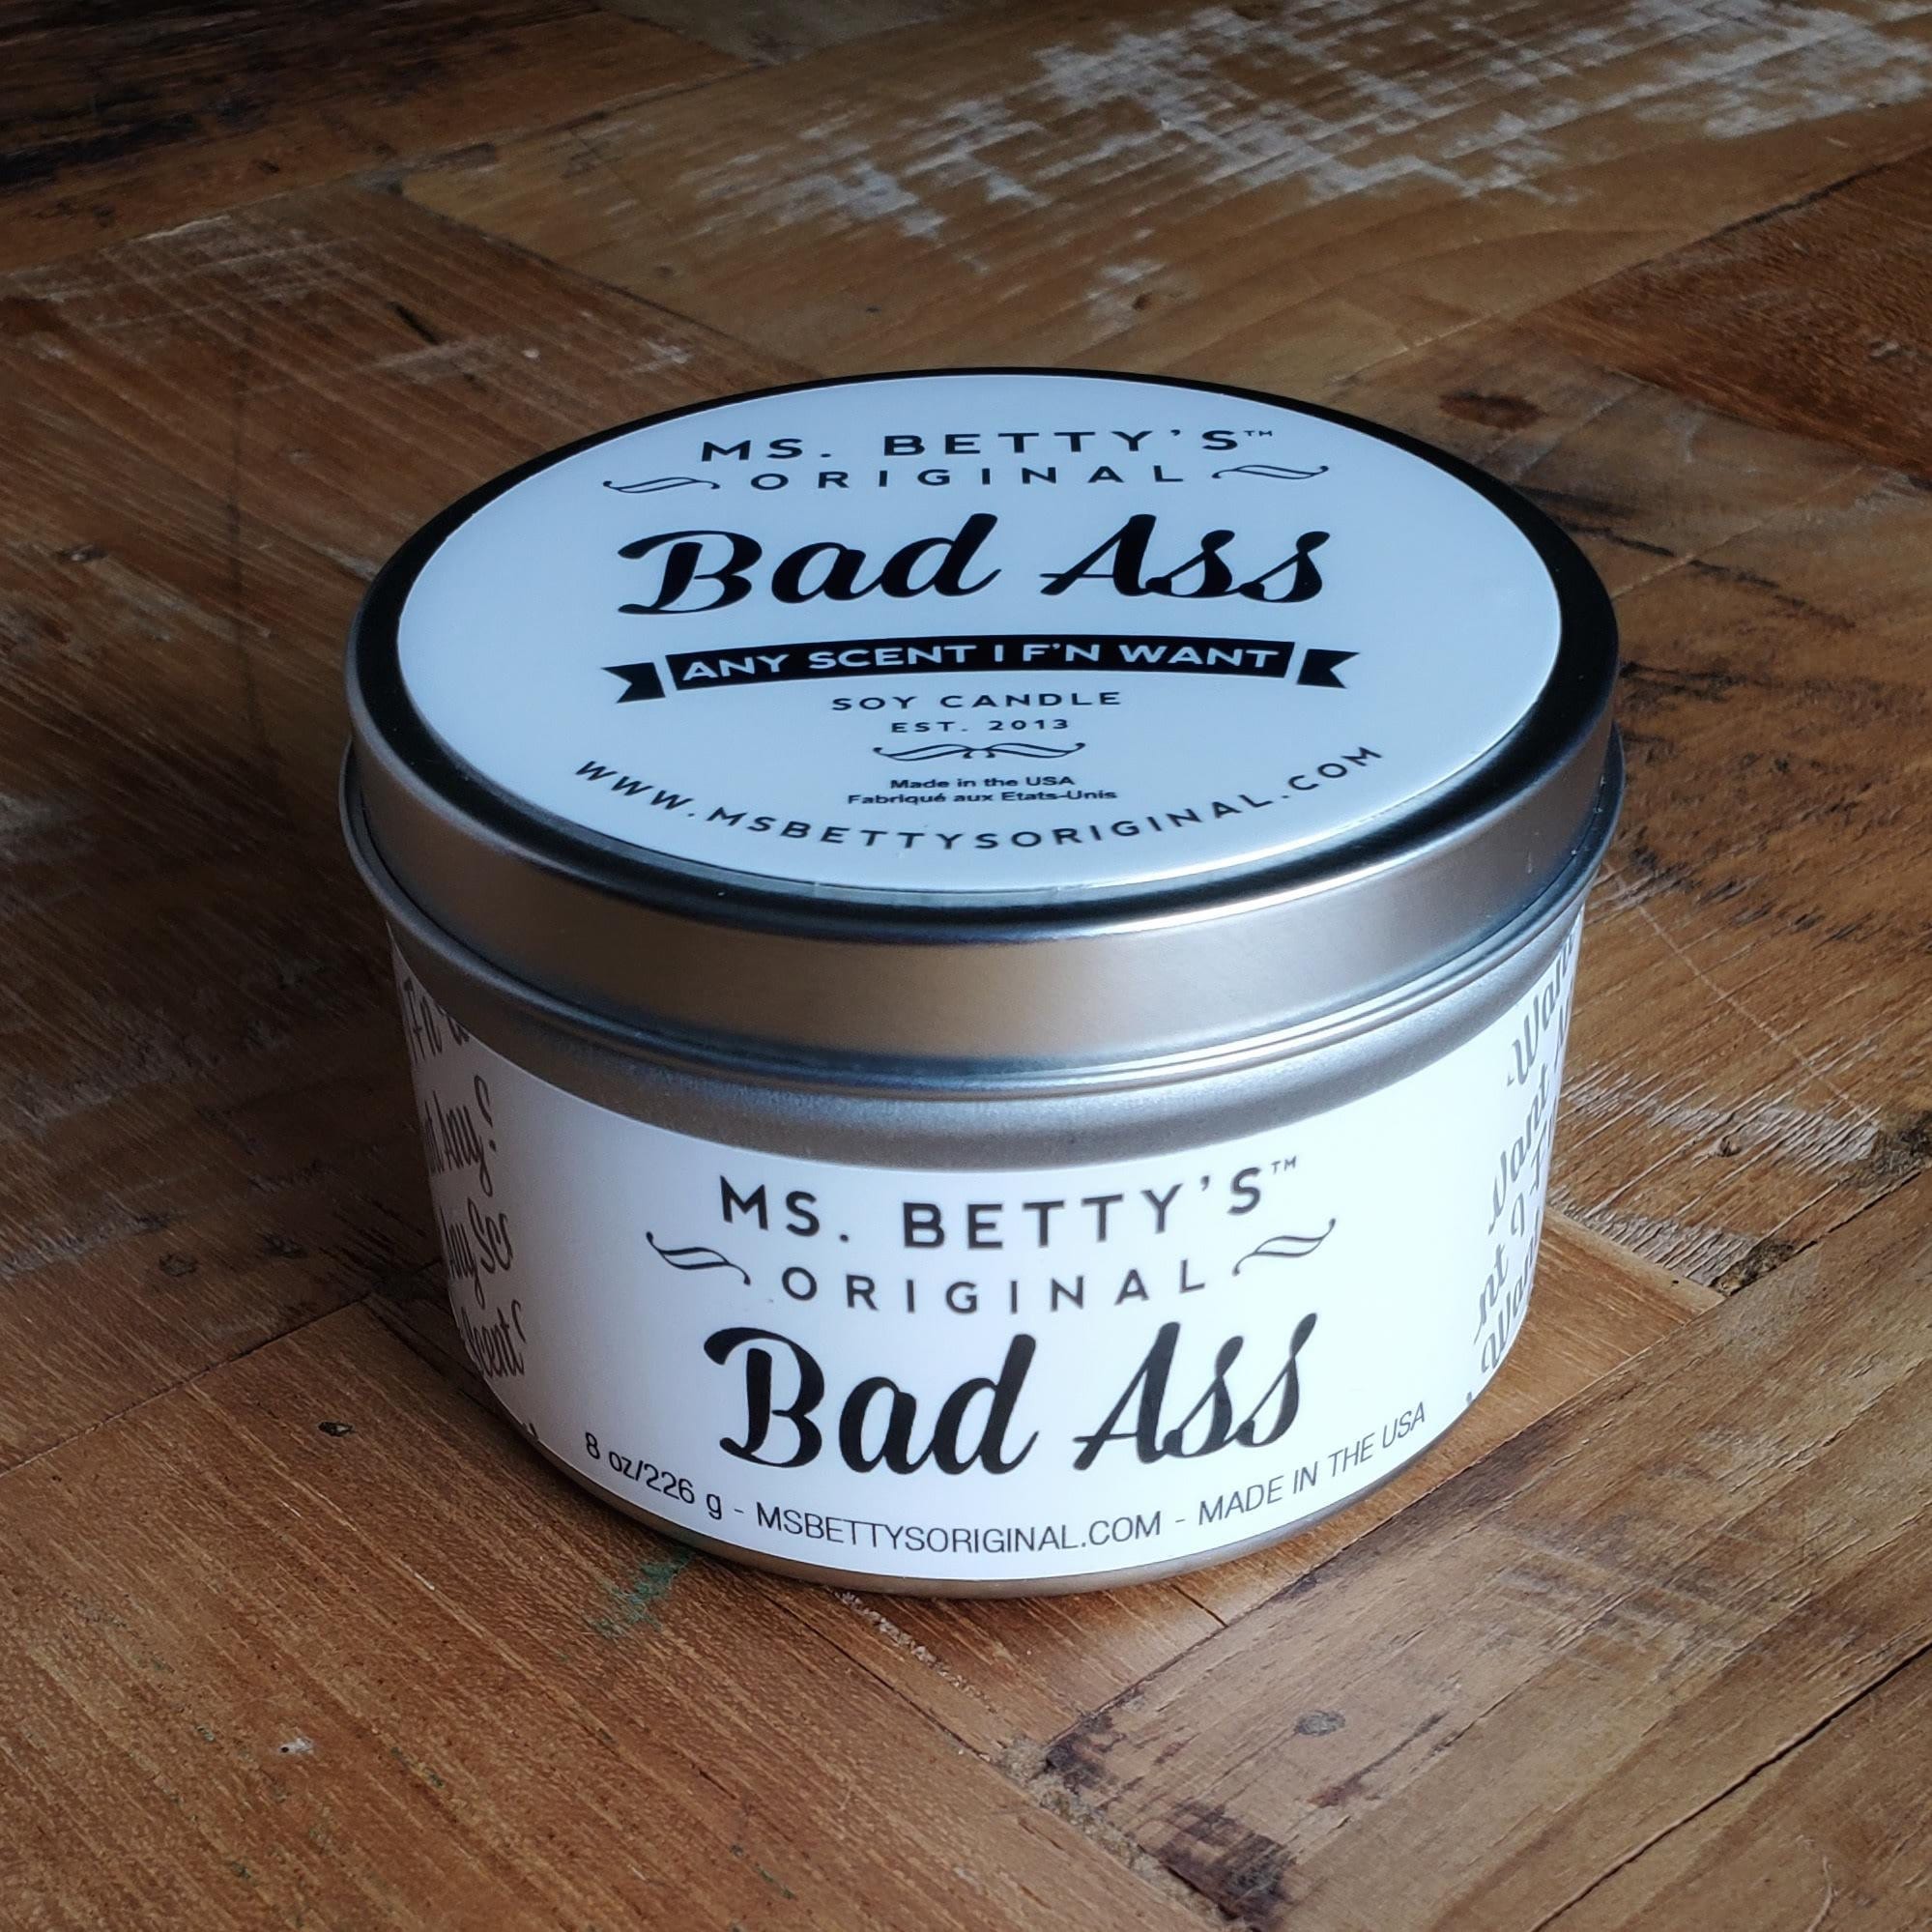 MS. BETTY'S™
ORIGINAL
Bad Ass
ANY SCENT I F'N WANT
SOY CANDLE
EST. 2013
Made in the USA
Fabriqué aux Etats-Unis
WWW.MSBETTYSORIGINAL.COM
MS. BETTY'S™
ORIGINAL
Bad Ass
8 oz/226 g - MSBETTYSORIGINAL.COM - MADE IN THE USA
Any
Any